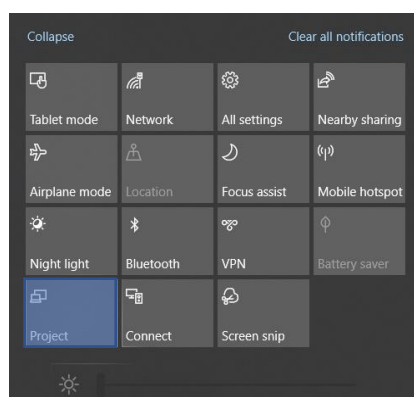 Collapse Clear all notifications
Tablet mode Network All settings Nearby sharing
Airplane mode Location Focus assist Mobile hotspot
Night light Bluetooth VPN Battery saver
Project Connect Screen snip